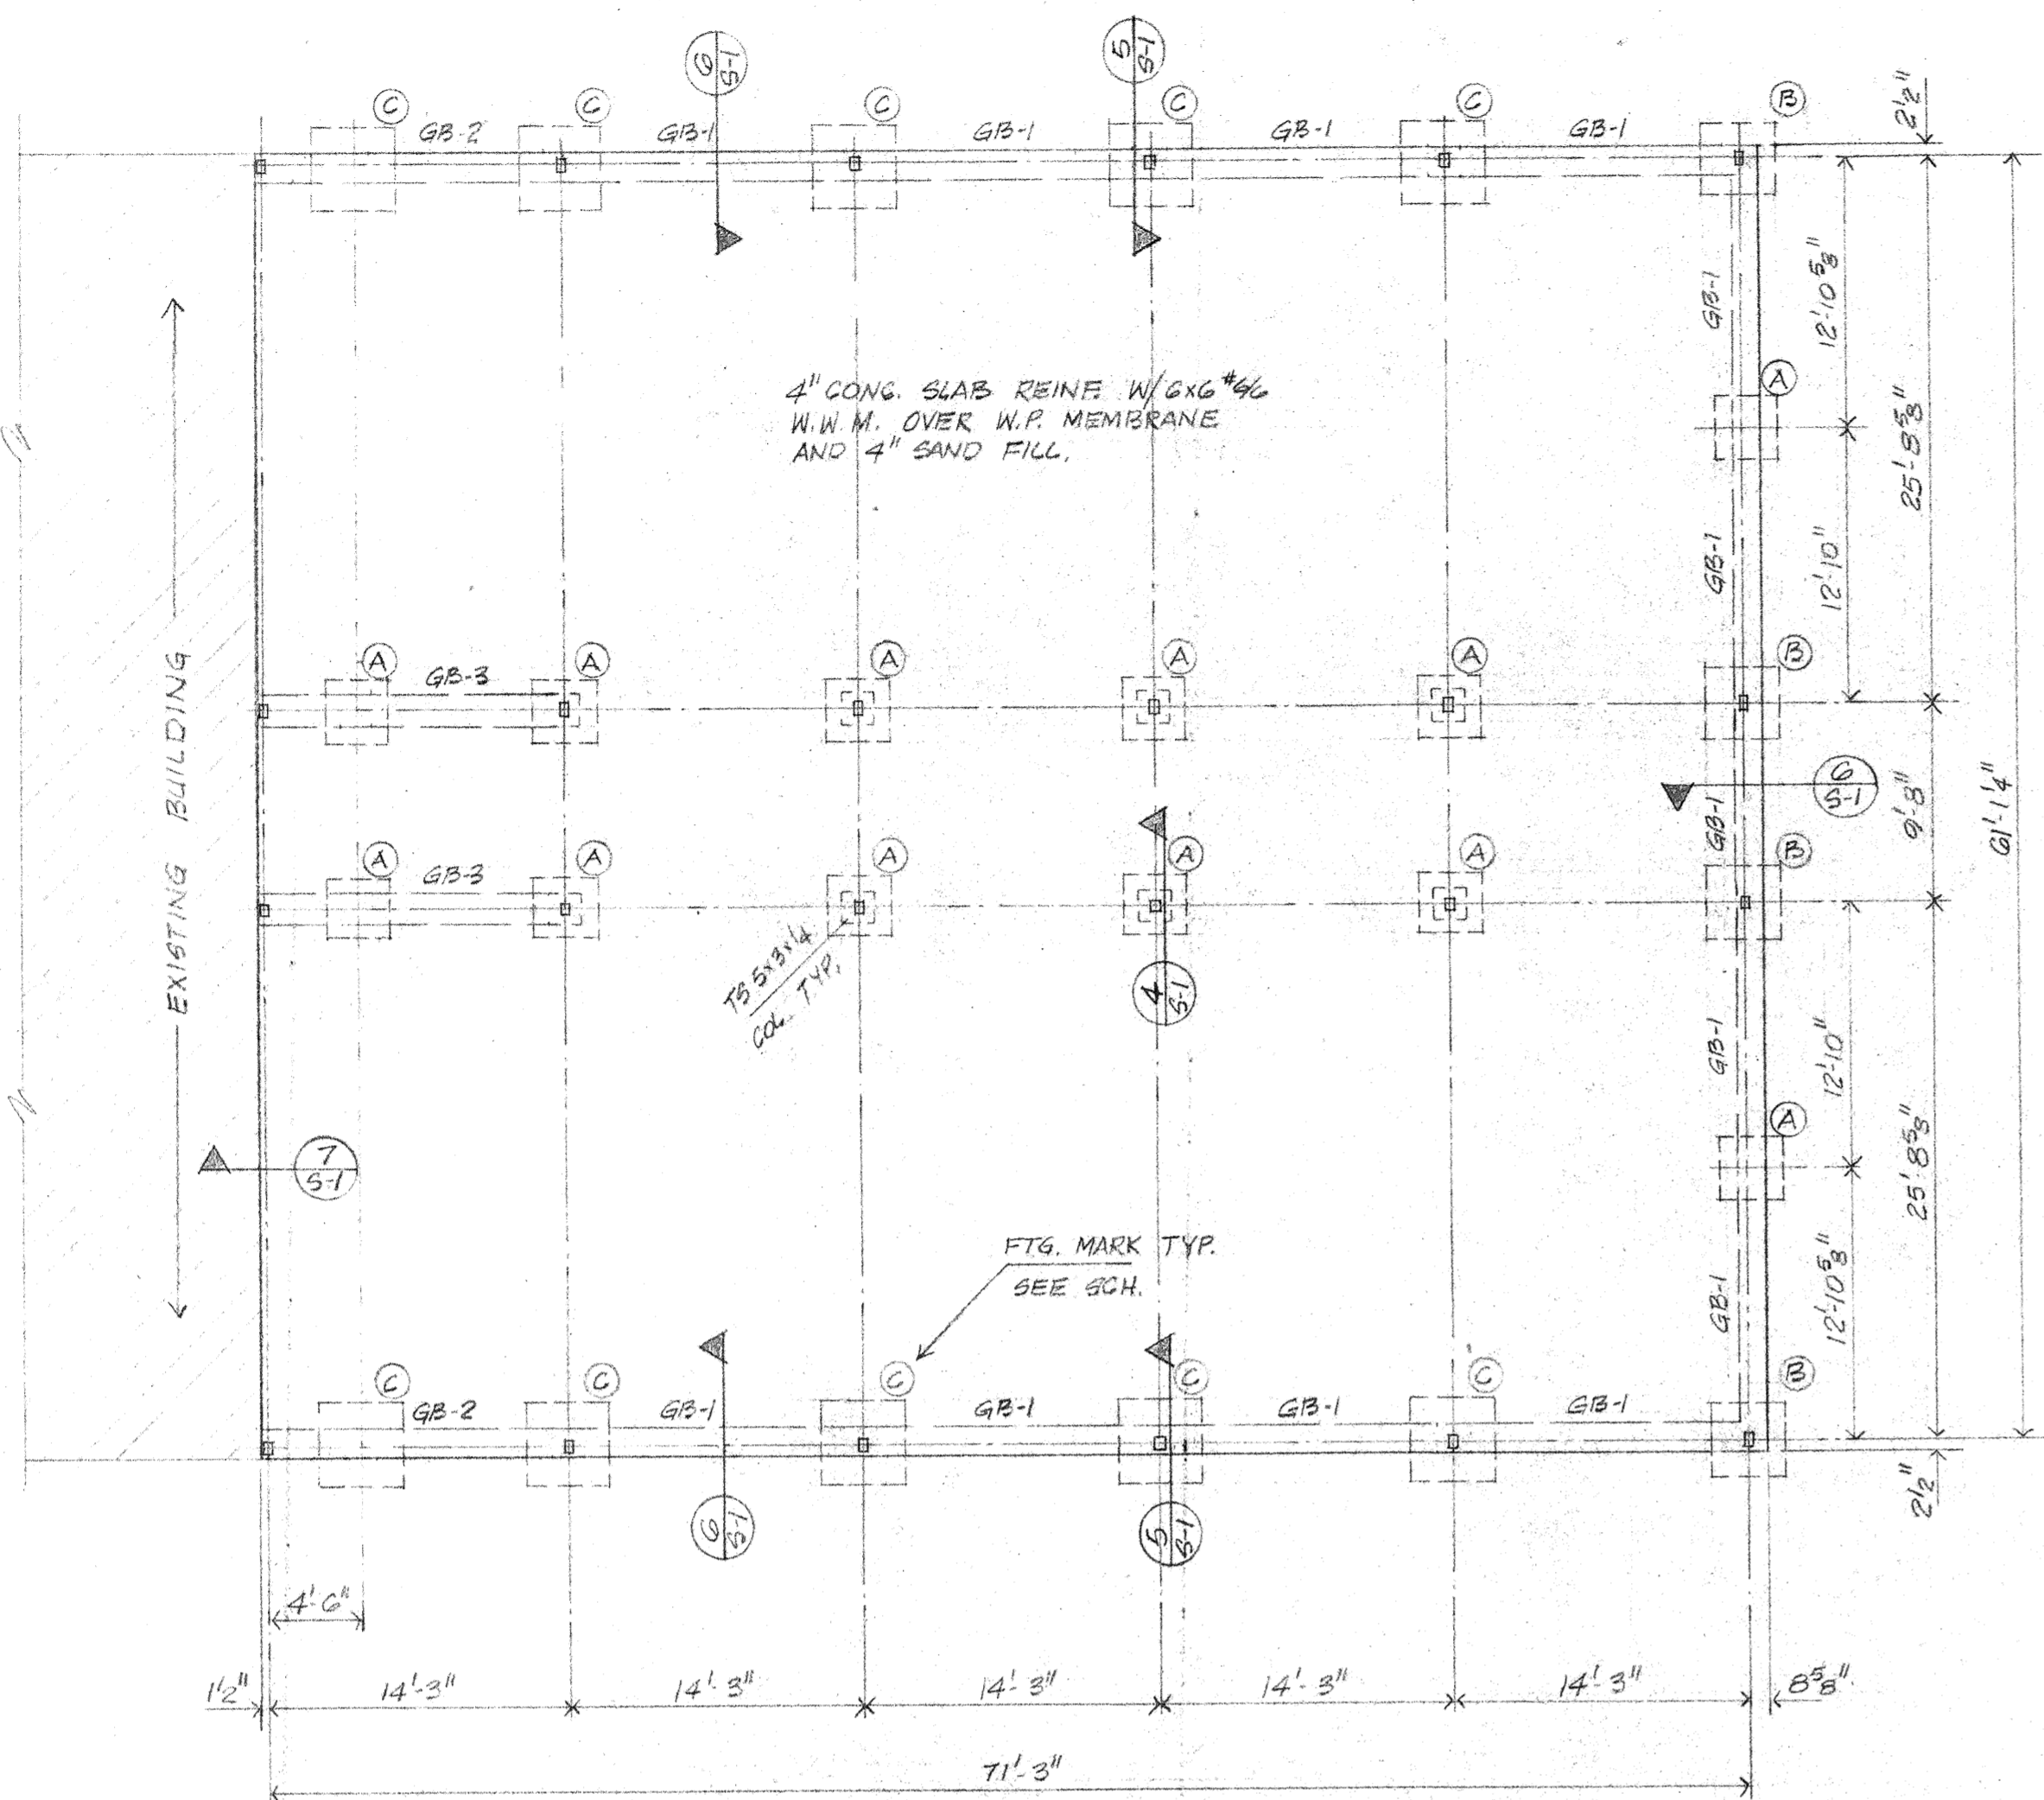 6
S-1
5
S-1
C
C
C
C
C
B
2½"
GB-2
GB-1
GB-1
GB-1
GB-1
GB-1
12'-10⅝"
25'-8⅝"
A
4" CONC. SLAB REINF. W/6x6 #6/6
W.W.M. OVER W.P. MEMBRANE
AND 4" SAND FILL.
GB-1
12'-10"
EXISTING BUILDING
A
GB-3
A
A
A
A
B
6
S-1
GB-1
9'-8"
61'-1¼"
A
GB-3
A
A
A
A
B
TS 5x3x¼
COL. TYP.
4
S-1
GB-1
12'-10"
A
7
S-1
25'-8⅝"
FTG. MARK TYP.
SEE SCH.
GB-1
12'-10⅝"
C
C
C
C
C
B
GB-2
GB-1
GB-1
GB-1
GB-1
2½"
6
S-1
5
S-1
4'-6"
1½"
14'-3"
14'-3"
14'-3"
14'-3"
14'-3"
8⅝"
71'-3"